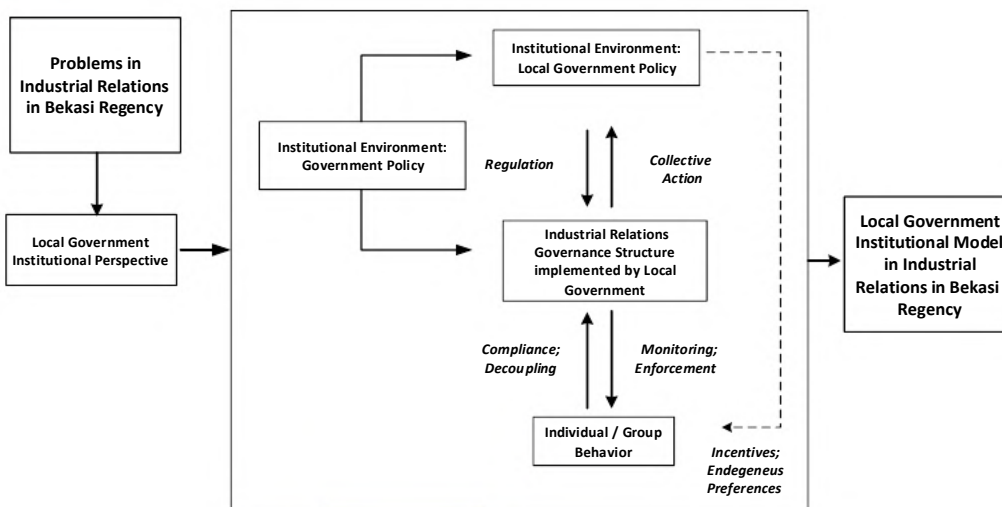 Problems in
Industrial Relations
in Bekasi Regency
Local Government
Institutional Perspective
Institutional Environment:
Government Policy
Institutional Environment:
Local Government Policy
Regulation
Collective
Action
Industrial Relations
Governance Structure
implemented by Local
Government
Compliance;
Decoupling
Monitoring;
Enforcement
Individual / Group
Behavior
Incentives;
Endegeneus
Preferences
Local Government
Institutional Model
in Industrial
Relations in Bekasi
Regency